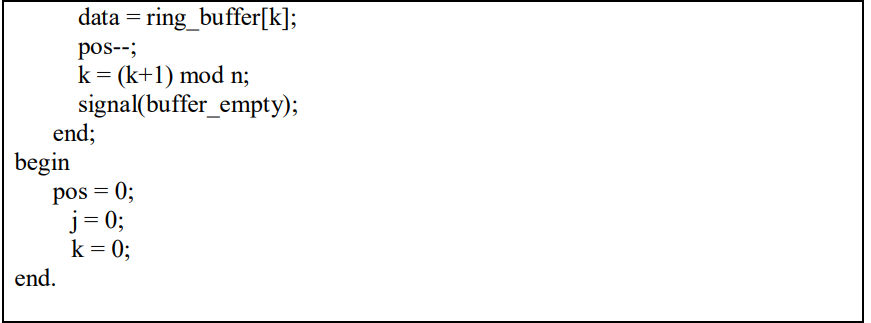 data = ring_buffer[k];
pos--;
k = (k+1) mod n;
signal(buffer_empty);
end;
begin
pos = 0;
j = 0;
k = 0;
end.